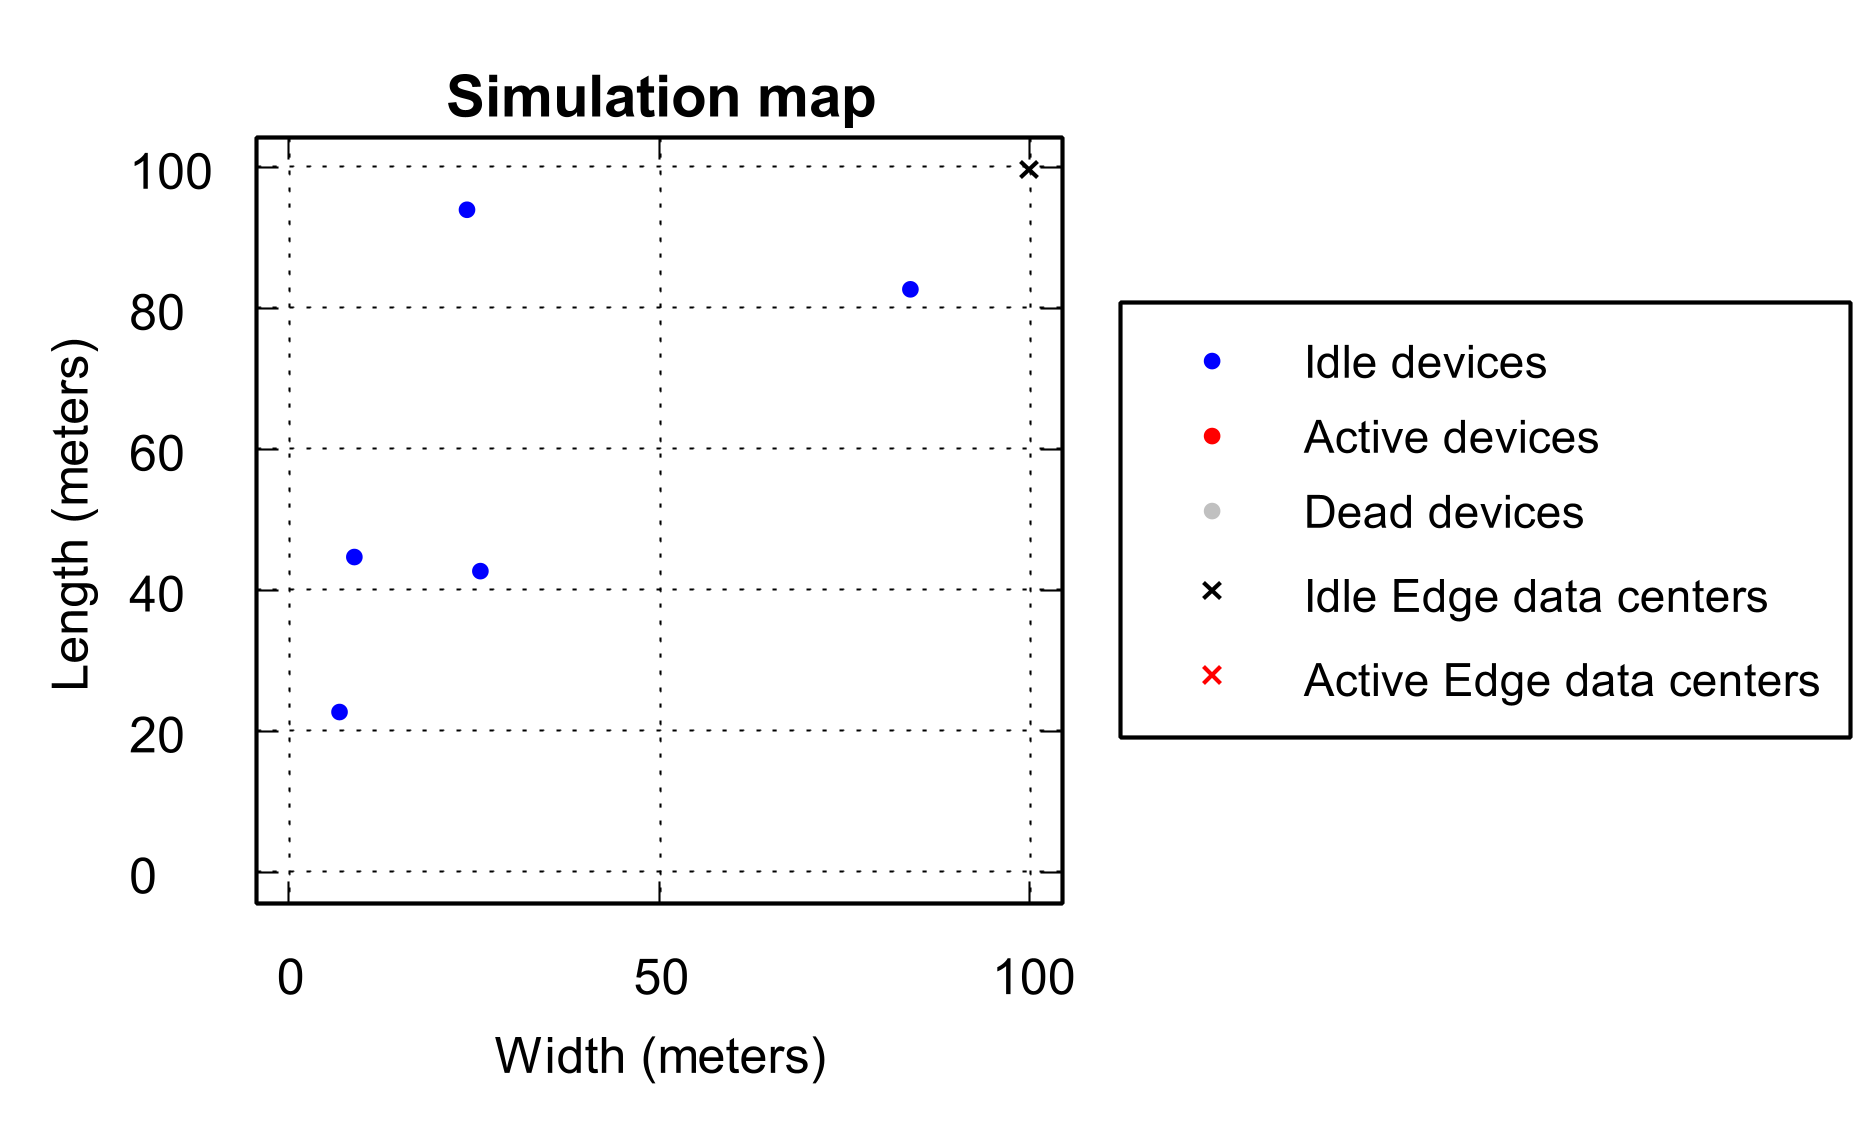 Simulation map
100
80
60
40
20
0
Length (meters)
0 50 100
Width (meters)
Idle devices
Active devices
Dead devices
Idle Edge data centers
Active Edge data centers